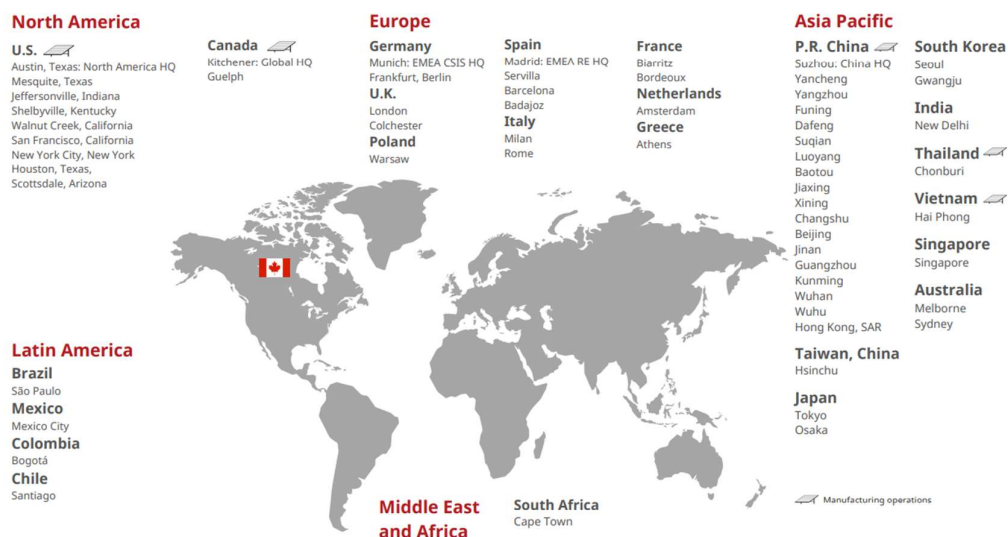 North America
U.S.
Austin, Texas: North America HQ
Mesquite, Texas
Jeffersonville, Indiana
Shelbyville, Kentucky
Walnut Creek, California
San Francisco, California
New York City, New York
Houston, Texas,
Scottsdale, Arizona
Canada
Kitchener: Global HQ
Guelph
Europe
Germany
Munich: EMEA CSIS HQ
Frankfurt, Berlin
U.K.
London
Colchester
Poland
Warsaw
Spain
Madrid: EMEA RE HQ
Servilla
Barcelona
Badajoz
Italy
Milan
Rome
France
Biarritz
Bordeoux
Netherlands
Amsterdam
Greece
Athens
Asia Pacific
P.R. China
Suzhou: China HQ
Yancheng
Yangzhou
Funing
Dafeng
Suqian
Luoyang
Baotou
Jiaxing
Xining
Changshu
Beijing
Jinan
Guangzhou
Kunming
Wuhan
Wuhu
Hong Kong, SAR
Taiwan, China
Hsinchu
Japan
Tokyo
Osaka
South Korea
Seoul
Gwangju
India
New Delhi
Thailand
Chonburi
Vietnam
Hai Phong
Singapore
Singapore
Australia
Melborne
Sydney
Latin America
Brazil
São Paulo
Mexico
Mexico City
Colombia
Bogotá
Chile
Santiago
Middle East
and Africa
South Africa
Cape Town
Manufacturing operations